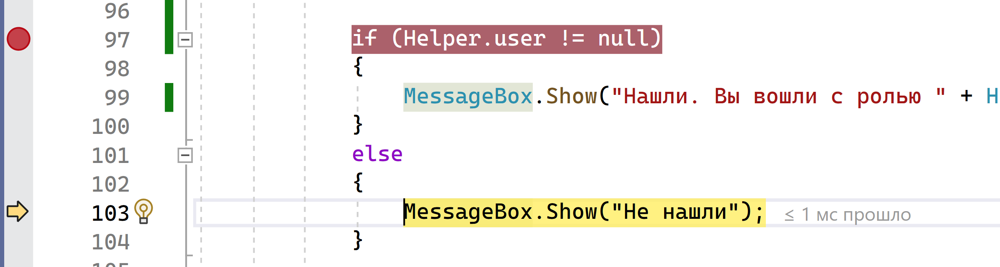 96
97 if (Helper.user != null)
98 {
99 MessageBox.Show("Нашли. Вы вошли с ролью " + H
100 }
101 else
102 {
103 MessageBox.Show("Не нашли"); ≤ 1 мс прошло
104 }